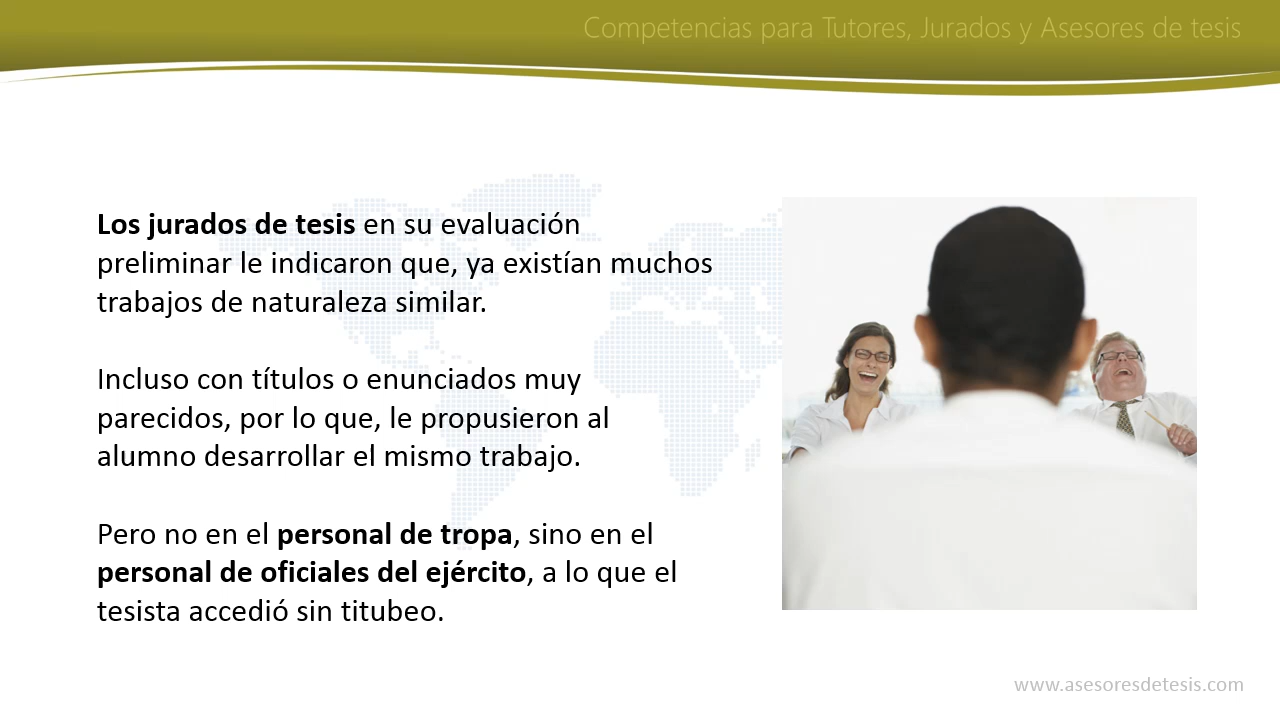 Competencias para Tutores, Jurados y Asesores de tesis
Los jurados de tesis en su evaluación
preliminar le indicaron que, ya existían muchos
trabajos de naturaleza similar.
Incluso con títulos o enunciados muy
parecidos, por lo que, le propusieron al
alumno desarrollar el mismo trabajo.
Pero no en el personal de tropa, sino en el
personal de oficiales del ejército, a lo que el
tesista accedió sin titubeo.
www.asesoresdetesis.com